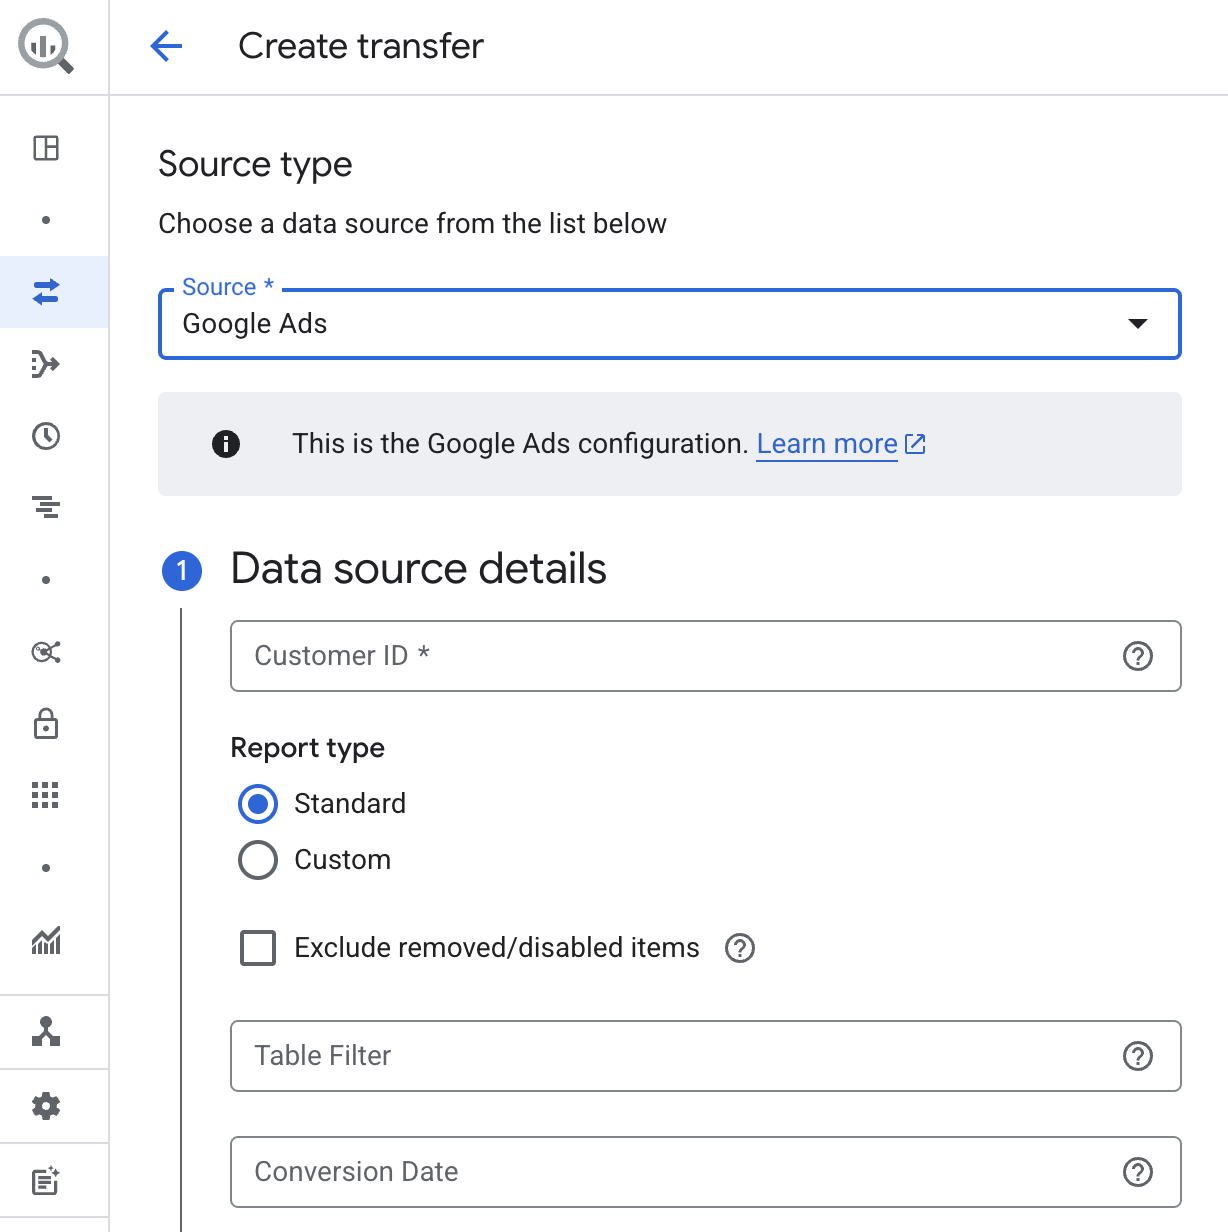 Create transfer
Source type
Choose a data source from the list below
Source *
Google Ads
This is the Google Ads configuration. Learn more
1 Data source details
Customer ID *
Report type
Standard
Custom
Exclude removed/disabled items
Table Filter
Conversion Date